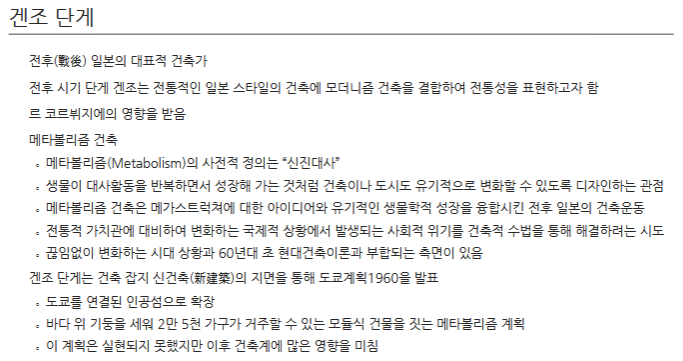 겐조 단게
전후(戰後) 일본의 대표적 건축가
전후 시기 단게 겐조는 전통적인 일본 스타일의 건축에 모더니즘 건축을 결합하여 전통성을 표현하고자 함
르 코르뷔지에의 영향을 받음
메타볼리즘 건축
메타볼리즘(Metabolism)의 사전적 정의는 “신진대사”
생물이 대사활동을 반복하면서 성장해 가는 것처럼 건축이나 도시도 유기적으로 변화할 수 있도록 디자인하는 관점
메타볼리즘 건축은 메가스트럭쳐에 대한 아이디어와 유기적인 생물학적 성장을 융합시킨 전후 일본의 건축운동
전통적 가치관에 대비하여 변화하는 국제적 상황에서 발생되는 사회적 위기를 건축적 수법을 통해 해결하려는 시도
끊임없이 변화하는 시대 상황과 60년대 초 현대건축이론과 부합되는 측면이 있음
겐조 단게는 건축 잡지 신건축(新建築)의 지면을 통해 도쿄계획1960을 발표
도쿄를 연결된 인공섬으로 확장
바다 위 기둥을 세워 2만 5천 가구가 거주할 수 있는 모듈식 건물을 짓는 메타볼리즘 계획
이 계획은 실현되지 못했지만 이후 건축계에 많은 영향을 미침